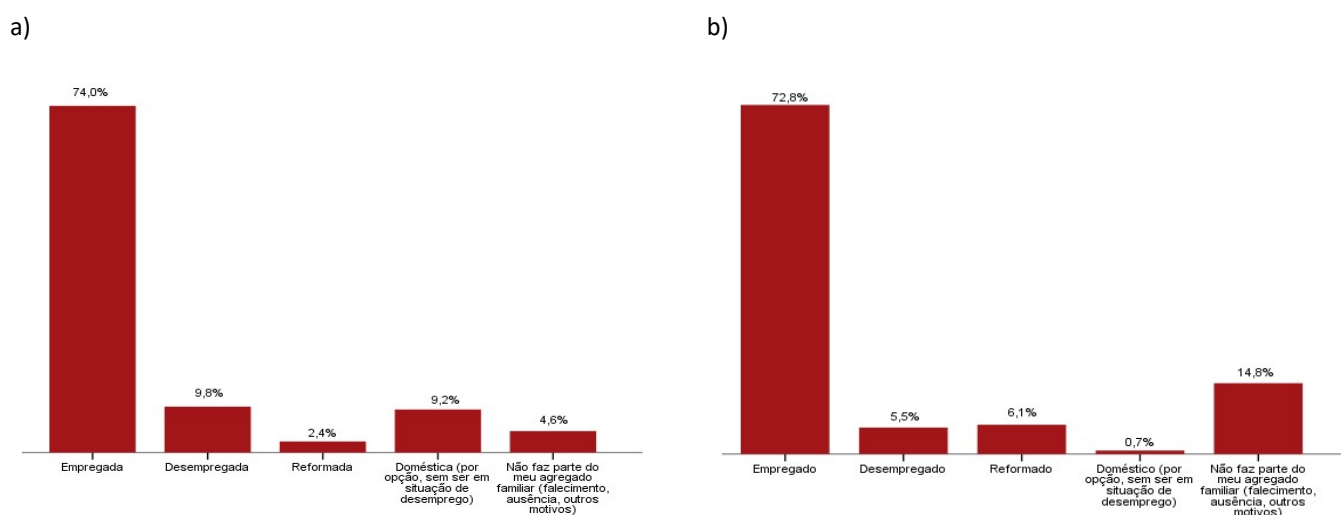 a)
74,0%
9,8%
2,4%
9,2%
4,6%
Empregada
Desempregada
Reformada
Doméstica (por
opção, sem ser em
situação de
desemprego)
Não faz parte do
meu agregado
familiar (falecimento,
ausência, outros
motivos)
b)
72,8%
5,5%
6,1%
0,7%
14,8%
Empregado
Desempregado
Reformado
Doméstico (por
opção, sem ser em
situação de
desemprego)
Não faz parte do
meu agregado
familiar (falecimento,
ausência, outros
motivos)